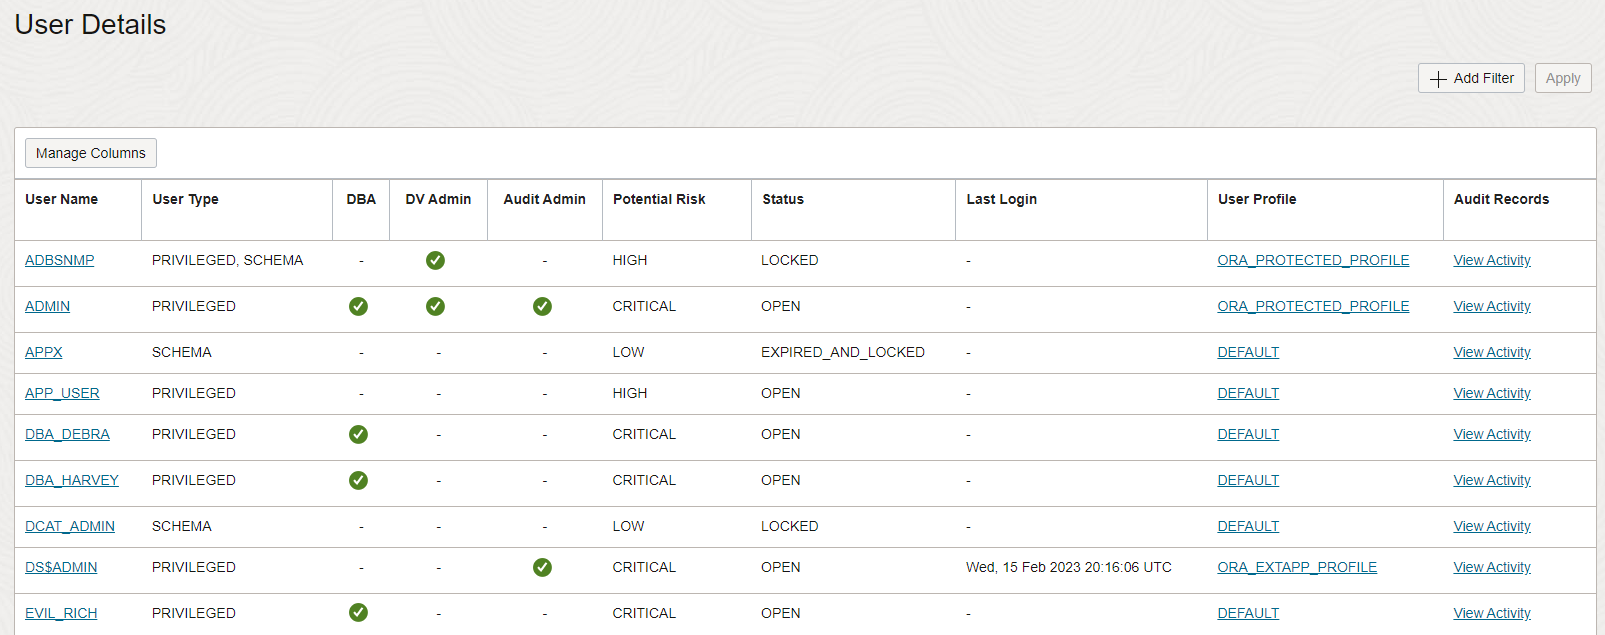 User Details
Add Filter Apply
Manage Columns
User Name User Type DBA DV Admin Audit Admin Potential Risk Status Last Login User Profile Audit Records
ADBSNMP PRIVILEGED, SCHEMA - - HIGH LOCKED - ORA_PROTECTED_PROFILE View Activity
ADMIN PRIVILEGED CRITICAL OPEN - ORA_PROTECTED_PROFILE View Activity
APPX SCHEMA - - - LOW EXPIRED_AND_LOCKED - DEFAULT View Activity
APP_USER PRIVILEGED - - - HIGH OPEN - DEFAULT View Activity
DBA_DEBRA PRIVILEGED - - CRITICAL OPEN - DEFAULT View Activity
DBA_HARVEY PRIVILEGED - - CRITICAL OPEN - DEFAULT View Activity
DCAT_ADMIN SCHEMA - - - LOW LOCKED - DEFAULT View Activity
DS$ADMIN PRIVILEGED - - CRITICAL OPEN Wed, 15 Feb 2023 20:16:06 UTC ORA_EXTAPP_PROFILE View Activity
EVIL_RICH PRIVILEGED - - CRITICAL OPEN - DEFAULT View Activity